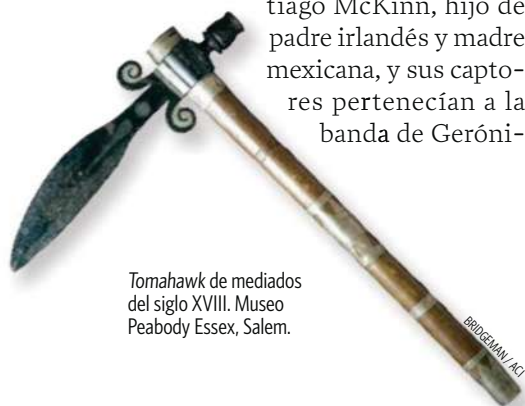 tiago McKinn, hijo de
padre irlandés y madre
mexicana, y sus capto-
res pertenecían a la
banda de Geróni-
Tomahawk de mediados
del siglo XVIII. Museo
Peabody Essex, Salem.
BRIDGEMAN / ACI